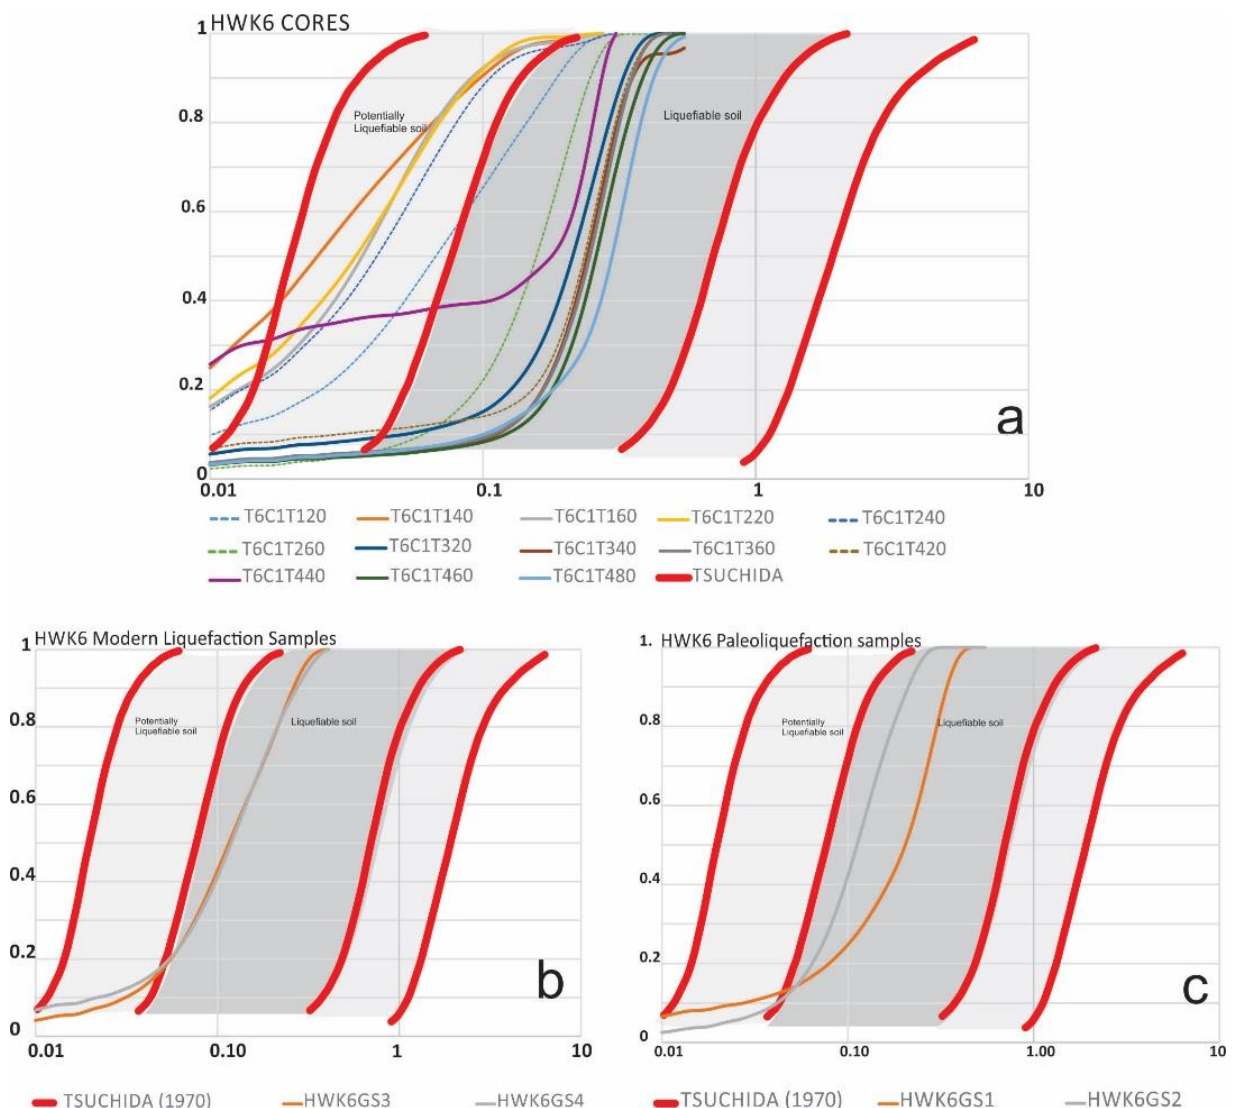 HWK6 CORES
1
0.8
0.6
0.4
0.2
0
Potentially
Liquefiable soil
Liquefiable soil
a
0.01 0.1 1 10
T6C1T120 T6C1T140 T6C1T160 T6C1T220 T6C1T240
T6C1T260 T6C1T320 T6C1T340 T6C1T360 T6C1T420
T6C1T440 T6C1T460 T6C1T480 TSUCHIDA
HWK6 Modern Liquefaction Samples
1
0.8
0.6
0.4
0.2
0
Potentially
Liquefiable soil
Liquefiable soil
b
0.01 0.10 1 10
TSUCHIDA (1970) HWK6GS3 HWK6GS4
HWK6 Paleoliquefaction samples
1.
0.8
0.6
0.4
0.2
0
Potentially
Liquefiable soil
Liquefiable soil
c
0.01 0.10 1.00 10
TSUCHIDA (1970) HWK6GS1 HWK6GS2